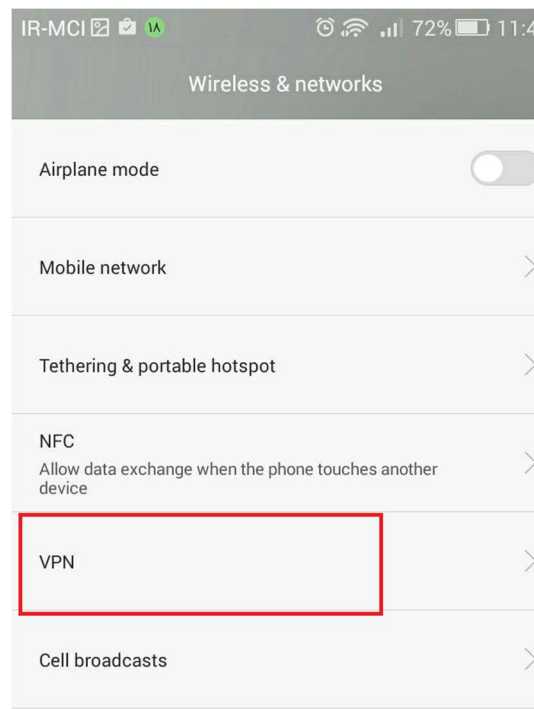 IR-MCI ۱۸ 72% 11:4
Wireless & networks
Airplane mode
Mobile network
Tethering & portable hotspot
NFC
Allow data exchange when the phone touches another
device
VPN
Cell broadcasts